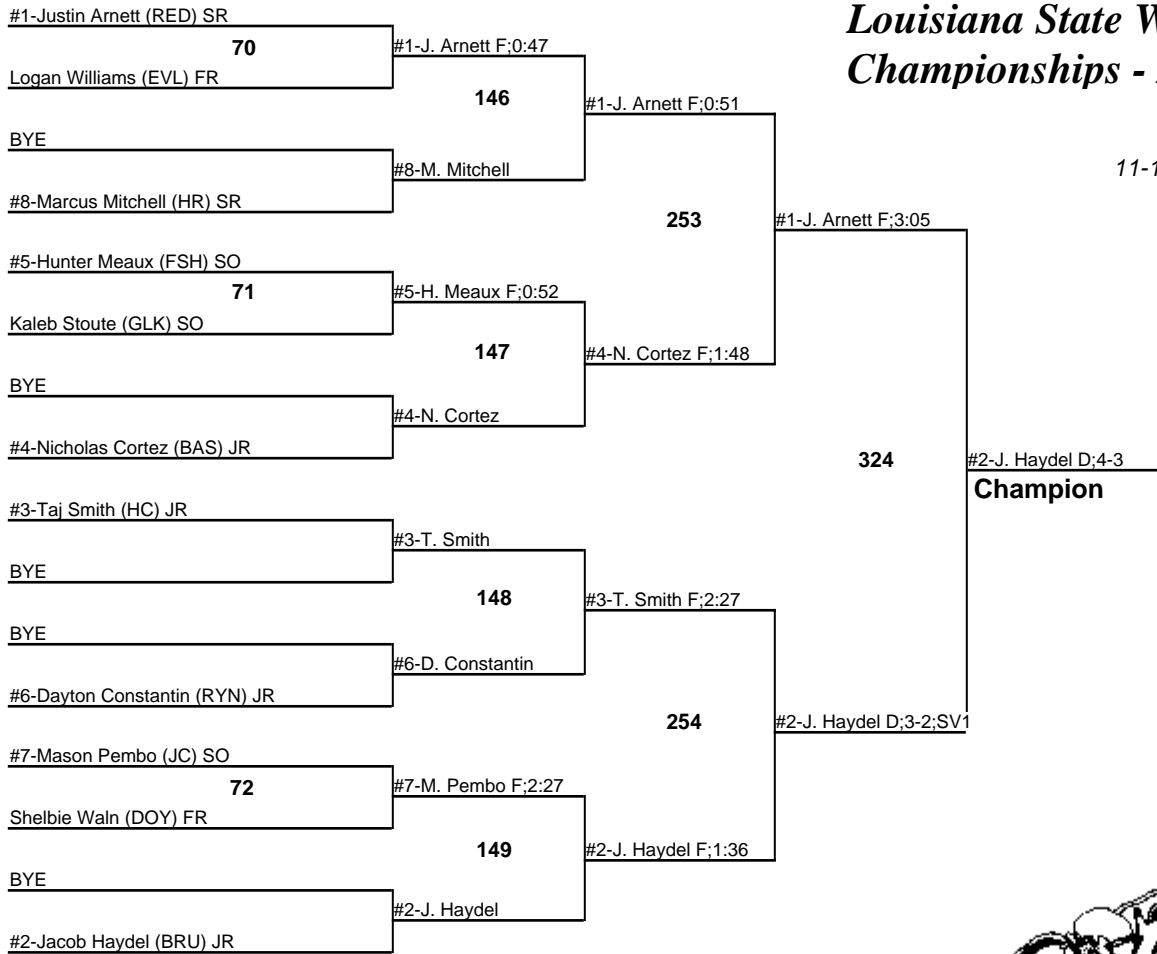 #1-Justin Arnett (RED) SR
70
Logan Williams (EVL) FR
BYE
#8-Marcus Mitchell (HR) SR
#5-Hunter Meaux (FSH) SO
71
Kaleb Stoute (GLK) SO
BYE
#4-Nicholas Cortez (BAS) JR
#3-Taj Smith (HC) JR
BYE
BYE
#6-Dayton Constantin (RYN) JR
#7-Mason Pembo (JC) SO
72
Shelbie Waln (DOY) FR
BYE
#2-Jacob Haydel (BRU) JR
#1-J. Arnett F;0:47
146
#8-M. Mitchell
#5-H. Meaux F;0:52
147
#4-N. Cortez
#3-T. Smith
148
#6-D. Constantin
#7-M. Pembo F;2:27
149
#2-J. Haydel
#1-J. Arnett F;0:51
253
#4-N. Cortez F;1:48
#3-T. Smith F;2:27
254
#2-J. Haydel F;1:36
#1-J. Arnett F;3:05
324
#2-J. Haydel D;3-2;SV1
#2-J. Haydel D;4-3
Champion
Louisiana State W
Championships -
11-1